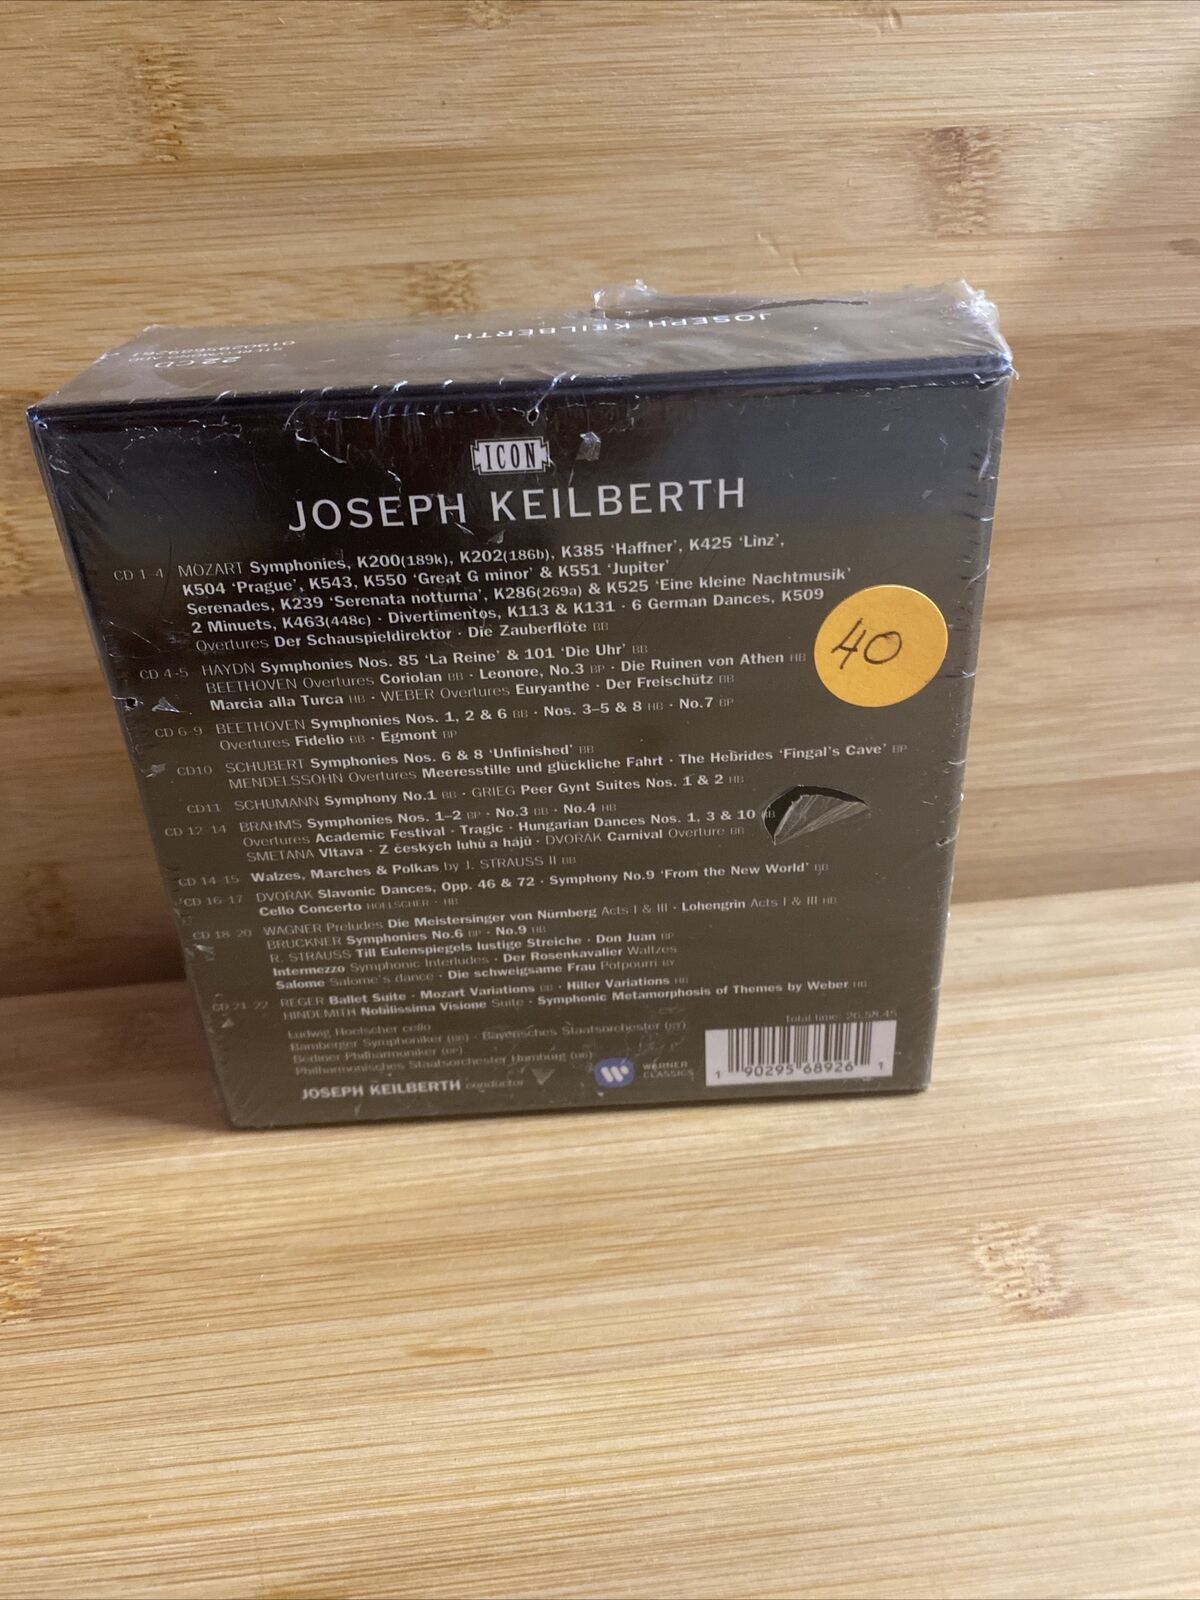 JOSEPH KEILBERTH
22CD
ICON
JOSEPH KEILBERTH
CD 1-4 MOZART Symphonies, K200(189k), K202(186b), K385 ‘Haffner’, K425 ‘Linz’,
K504 ‘Prague’, K543, K550 ‘Great G minor’ & K551 ‘Jupiter’
Serenades, K239 ‘Serenata notturna’, K286(269a) & K525 ‘Eine kleine Nachtmusik’
2 Minuets, K463(448c) · Divertimentos, K113 & K131 · 6 German Dances, K509
Overtures Der Schauspieldirektor · Die Zauberflöte BB
40
CD 4-5 HAYDN Symphonies Nos. 85 ‘La Reine’ & 101 ‘Die Uhr’ BB
BEETHOVEN Overtures Coriolan BB · Leonore, No.3 BP · Die Ruinen von Athen HB
Marcia alla Turca HB · WEBER Overtures Euryanthe · Der Freischütz BB
CD 6-9 BEETHOVEN Symphonies Nos. 1, 2 & 6 BB · Nos. 3–5 & 8 HB · No.7 BP
Overtures Fidelio BB · Egmont BP
CD10 SCHUBERT Symphonies Nos. 6 & 8 ‘Unfinished’ BB
MENDELSSOHN Overtures Meeresstille und glückliche Fahrt · The Hebrides ‘Fingal’s Cave’ BP
CD11 SCHUMANN Symphony No.1 BB · GRIEG Peer Gynt Suites Nos. 1 & 2 HB
CD 12-14 BRAHMS Symphonies Nos. 1–2 BP · No.3 BB · No.4 HB
Overtures Academic Festival · Tragic · Hungarian Dances Nos. 1, 3 & 10 BB
SMETANA Vltava · Z českých luhů a hájů · DVOŘÁK Carnival Overture BB
CD 14-15 Walzes, Marches & Polkas by J. STRAUSS II BB
CD 16-17 DVOŘÁK Slavonic Dances, Opp. 46 & 72 · Symphony No.9 ‘From the New World’ BB
Cello Concerto HOELSCHER · HB
CD 18-20 WAGNER Preludes Die Meistersinger von Nürnberg Acts I & III · Lohengrin Acts I & III HB
BRUCKNER Symphonies No.6 BP · No.9 HB
R. STRAUSS Till Eulenspiegels lustige Streiche · Don Juan BP
Intermezzo Symphonic Interludes · Der Rosenkavalier Waltzes
Salome Salome’s dance · Die schweigsame Frau Potpourri BY
CD 21-22 REGER Ballet Suite · Mozart Variations BB · Hiller Variations HB
HINDEMITH Nobilissima Visione Suite · Symphonic Metamorphosis of Themes by Weber HB
Total time: 26.58.45
Ludwig Hoelscher cello
Bamberger Symphoniker (BB) · Bayerisches Staatsorchester (BY)
Berliner Philharmoniker (BP)
Philharmonisches Staatsorchester Hamburg (HB)
JOSEPH KEILBERTH conductor
WARNER
CLASSICS
1 90295 68926 1